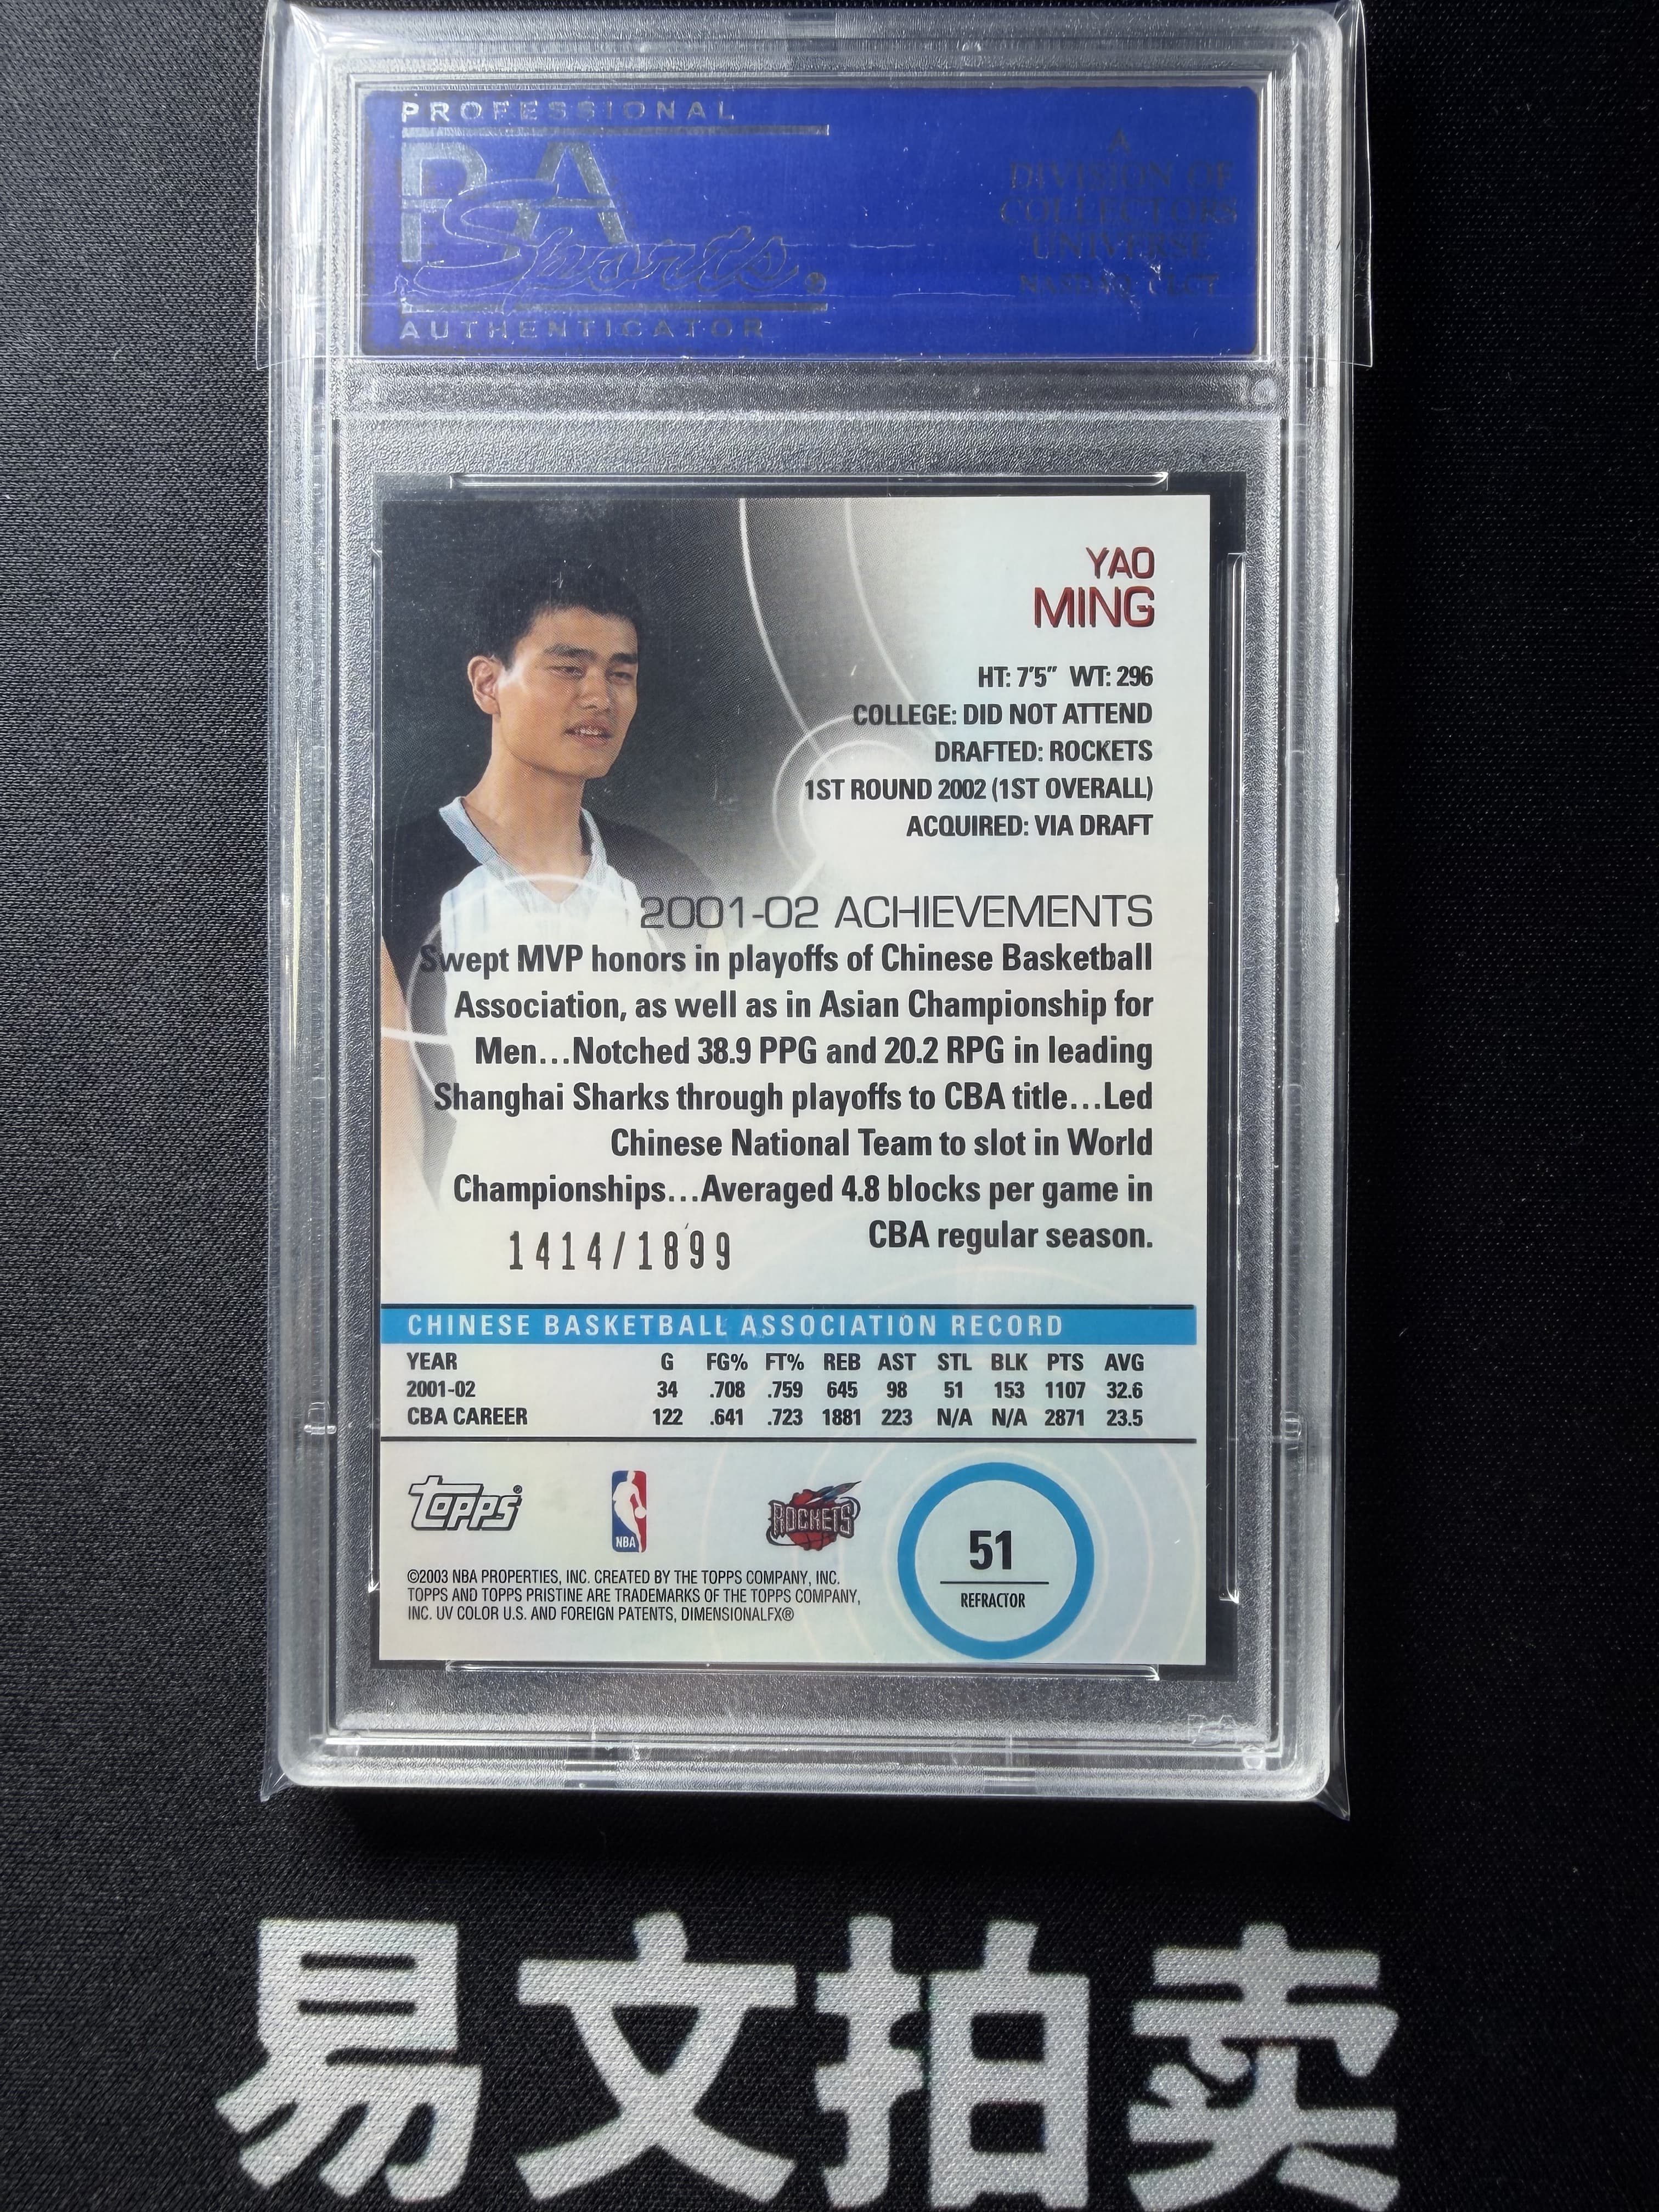 PROFESSIONAL
PSA
Sports®
AUTHENTICATOR
A
DIVISION OF
COLLECTORS
UNIVERSE
NASDAQ: CLCT
YAO
MING
HT: 7'5" WT: 296
COLLEGE: DID NOT ATTEND
DRAFTED: ROCKETS
1ST ROUND 2002 (1ST OVERALL)
ACQUIRED: VIA DRAFT
2001-02 ACHIEVEMENTS
Swept MVP honors in playoffs of Chinese Basketball
Association, as well as in Asian Championship for
Men...Notched 38.9 PPG and 20.2 RPG in leading
Shanghai Sharks through playoffs to CBA title...Led
Chinese National Team to slot in World
Championships...Averaged 4.8 blocks per game in
CBA regular season.
1414/1899
CHINESE BASKETBALL ASSOCIATION RECORD
YEAR G FG% FT% REB AST STL BLK PTS AVG
2001-02 34 .708 .759 645 98 51 153 1107 32.6
CBA CAREER 122 .641 .723 1881 223 N/A N/A 2871 23.5
Topps®
NBA
ROCKETS
51
REFRACTOR
©2003 NBA PROPERTIES, INC. CREATED BY THE TOPPS COMPANY, INC.
TOPPS AND TOPPS PRISTINE ARE TRADEMARKS OF THE TOPPS COMPANY,
INC. UV COLOR U.S. AND FOREIGN PATENTS, DIMENSIONALFX®
PSA
易文拍卖